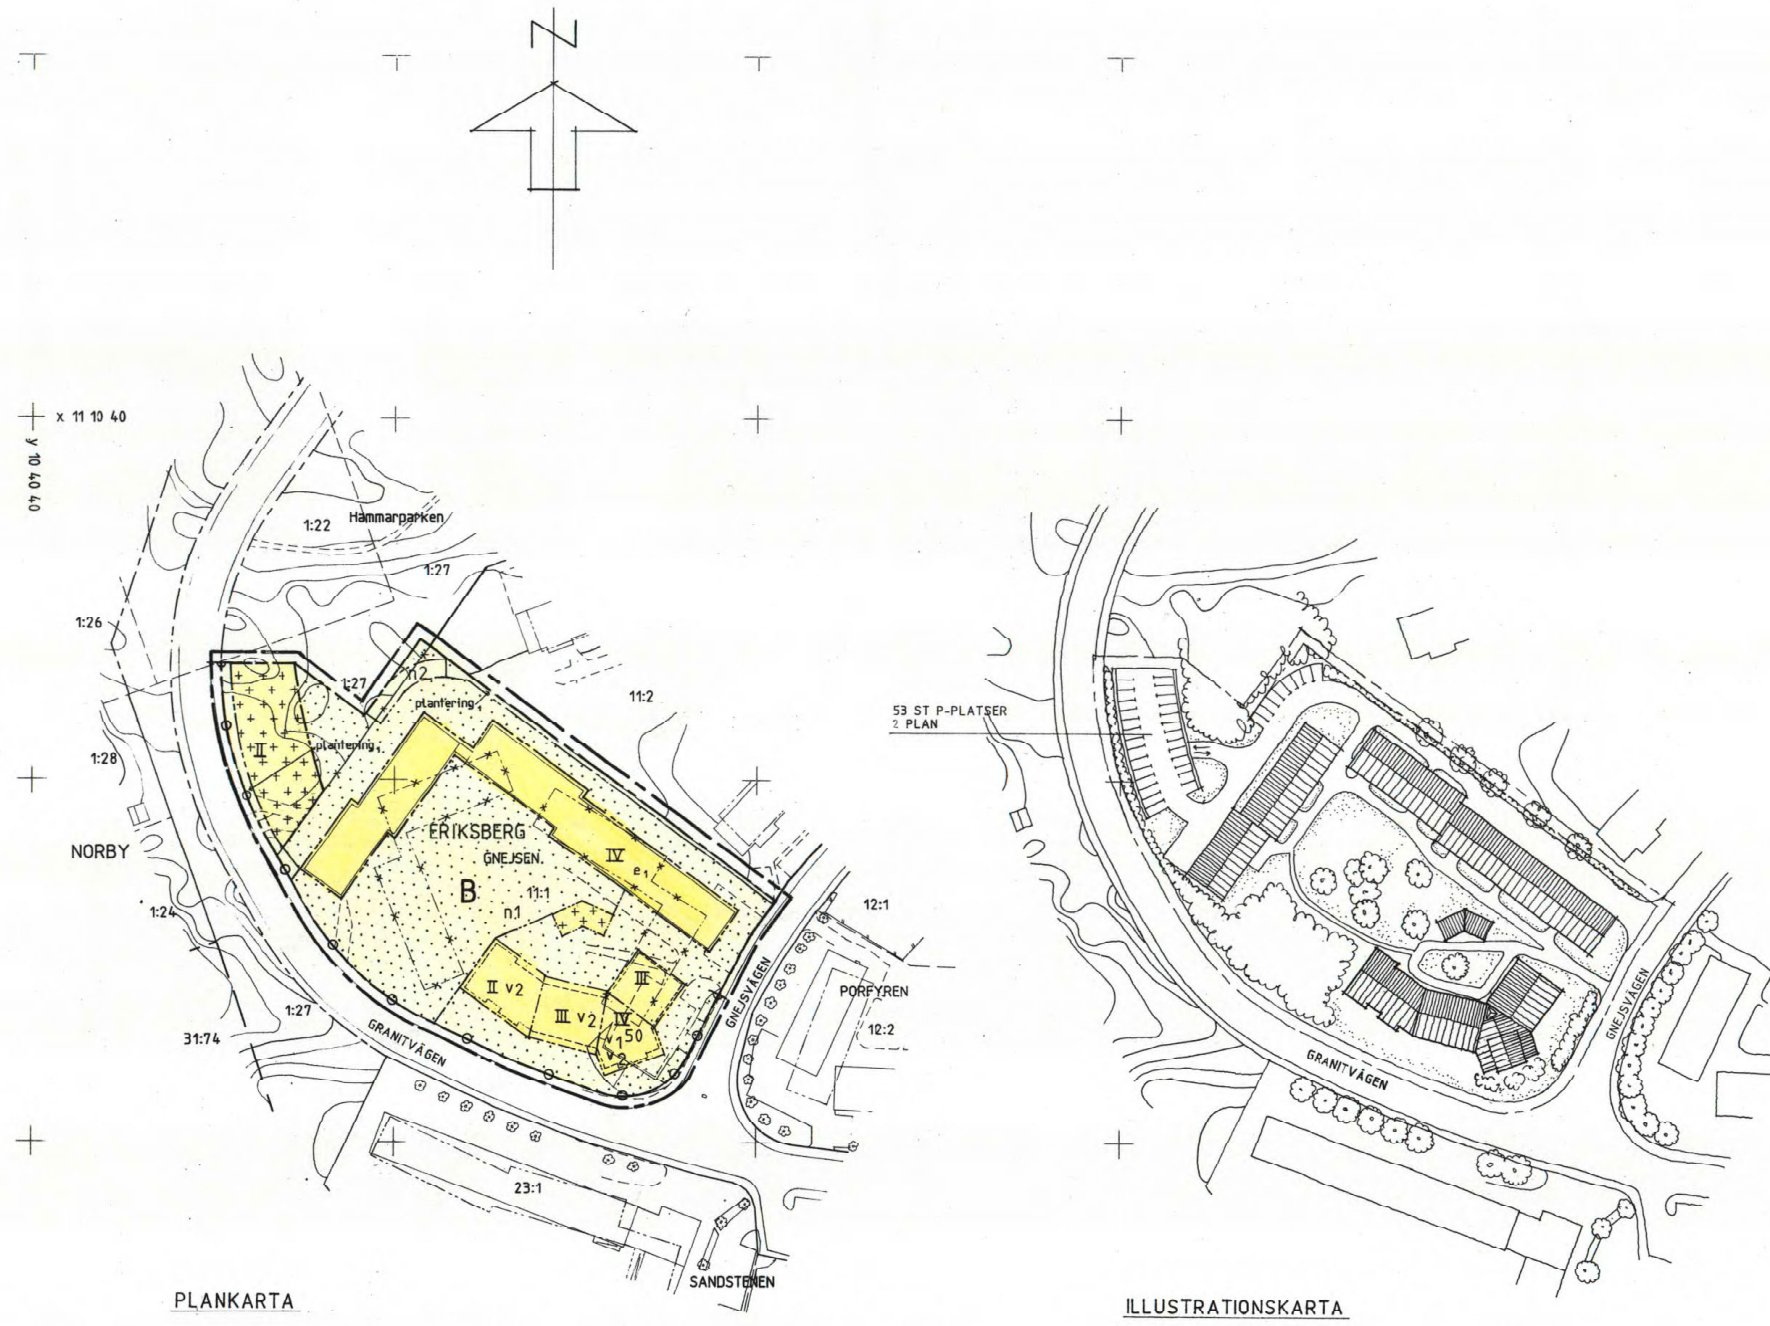 N
x 11 10 40
y 10 40 40
1:22
Hammarparken
1:27
1:26
1:27
n2
11:2
plantering
plantering
1:28
II
ERIKSBERG
GNEJSEN
IV
e1
NORBY
B
11:1
n1
1:24
12:1
II v2
III
III v2
IV
v1 50
v2
GNEJSVÄGEN
PORFYREN
12:2
1:27
31:74
GRANITVÄGEN
23:1
SANDSTENEN
PLANKARTA
53 ST P-PLATSER
2 PLAN
GRANITVÄGEN
GNEJSVÄGEN
ILLUSTRATIONSKARTA